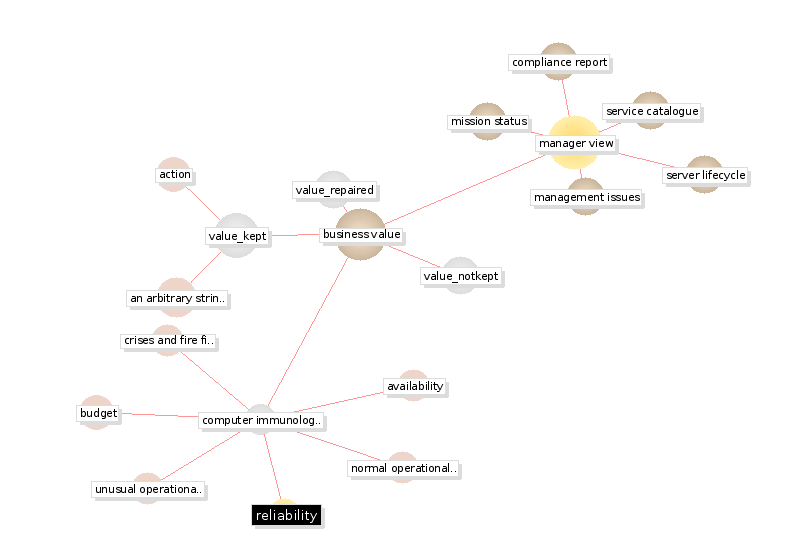 compliance report
service catalogue
mission status
manager view
action
server lifecycle
value_repaired
management issues
value_kept
business value
value_notkept
an arbitrary strin..
crises and fire fi..
availability
budget
computer immunolog..
normal operational..
unusual operationa..
reliability